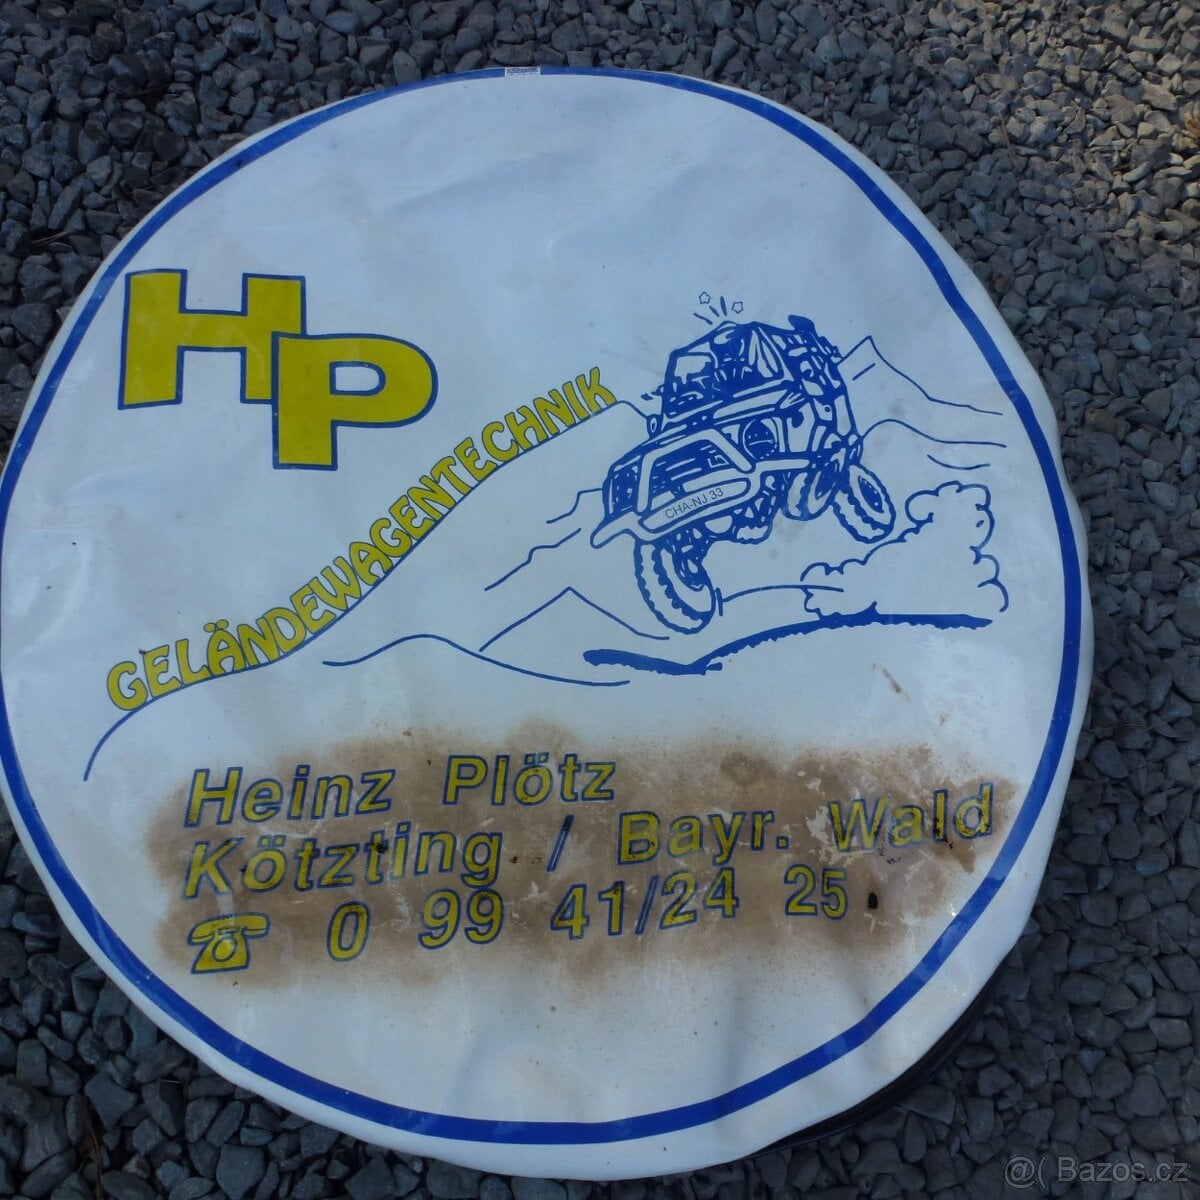 HP
GELÄNDEWAGENTECHNIK
CHA-NJ 33
Heinz Plötz
Kötzting / Bayr. Wald
☎ 0 99 41/24 25
@( Bazos.cz